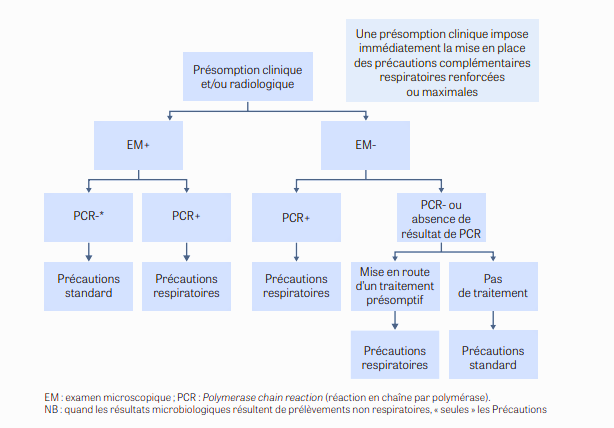 Une présomption clinique impose
immédiatement la mise en place
des précautions complémentaires
respiratoires renforcées
ou maximales
Présomption clinique
et/ou radiologique
EM+
EM-
PCR-*
PCR+
PCR+
PCR- ou
absence de
résultat de PCR
Précautions
standard
Précautions
respiratoires
Précautions
respiratoires
Mise en route
d’un traitement
présomptif
Pas
de traitement
Précautions
respiratoires
Précautions
standard
EM : examen microscopique ; PCR : Polymerase chain reaction (réaction en chaîne par polymérase).
NB : quand les résultats microbiologiques résultent de prélèvements non respiratoires, « seules » les Précautions